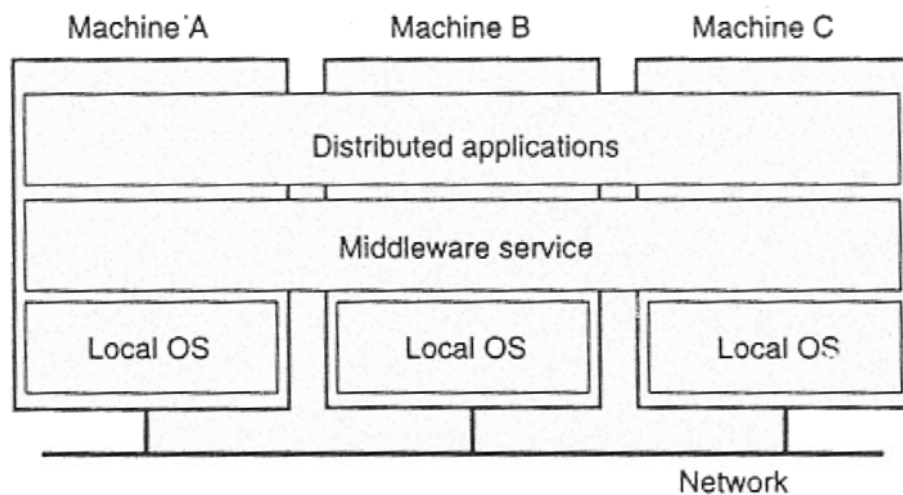 Machine A
Machine B
Machine C
Distributed applications
Middleware service
Local OS
Local OS
Local OS
Network